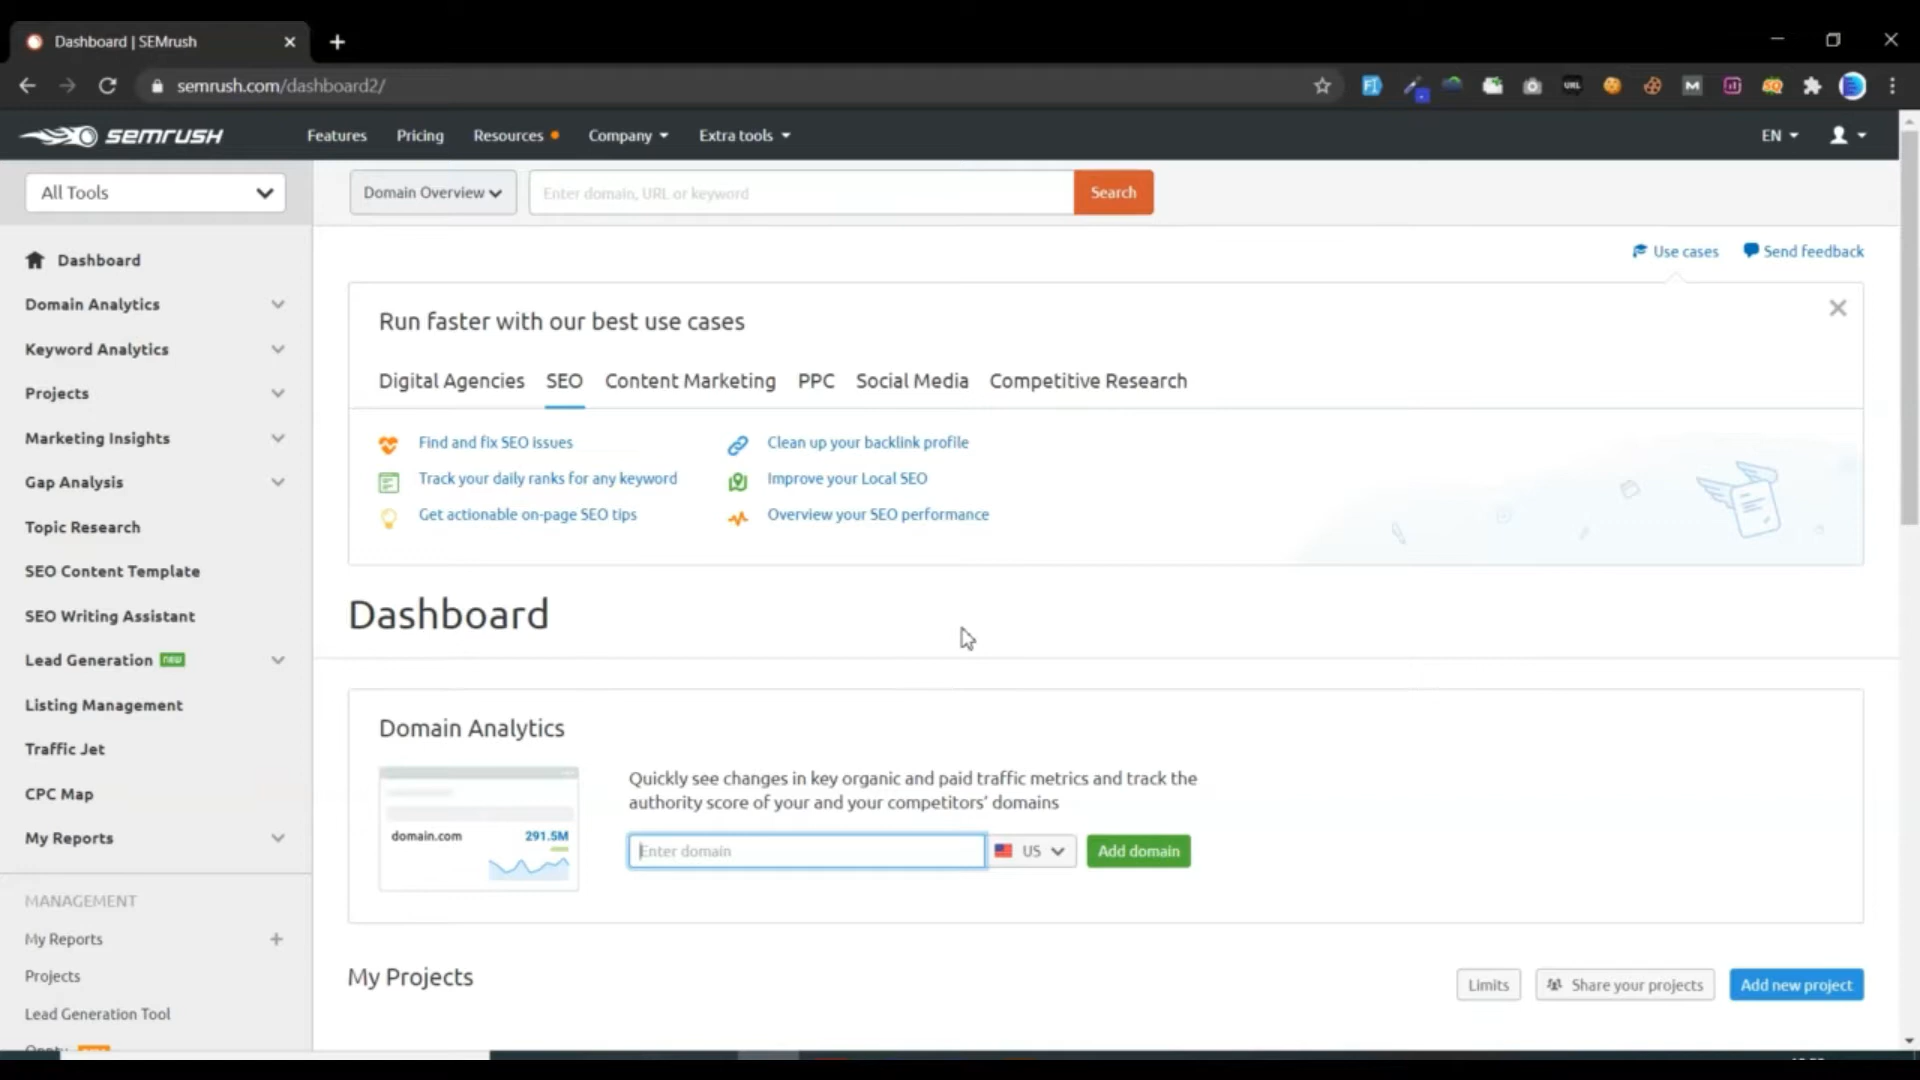 Dashboard | SEMrush
semrush.com/dashboard2/
semrush
Features Pricing Resources Company Extra tools EN
All Tools
Domain Overview Enter domain, URL or keyword Search
Dashboard
Domain Analytics
Keyword Analytics
Projects
Marketing Insights
Gap Analysis
Topic Research
SEO Content Template
SEO Writing Assistant
Lead Generation new
Listing Management
Traffic Jet
CPC Map
My Reports
MANAGEMENT
My Reports
Projects
Lead Generation Tool
Use cases Send feedback
Run faster with our best use cases
Digital Agencies SEO Content Marketing PPC Social Media Competitive Research
Find and fix SEO issues Clean up your backlink profile
Track your daily ranks for any keyword Improve your Local SEO
Get actionable on-page SEO tips Overview your SEO performance
Dashboard
Domain Analytics
domain.com 291.5M
Quickly see changes in key organic and paid traffic metrics and track the
authority score of your and your competitors' domains
Enter domain US Add domain
My Projects Limits Share your projects Add new project